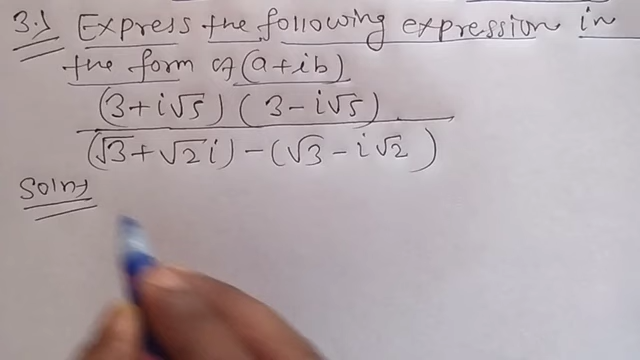 3.) Express the following expression in
the form of (a+ib)
(3+i√5) (3-i√5)
(√3+√2i)-(√3-i√2)
Soln→